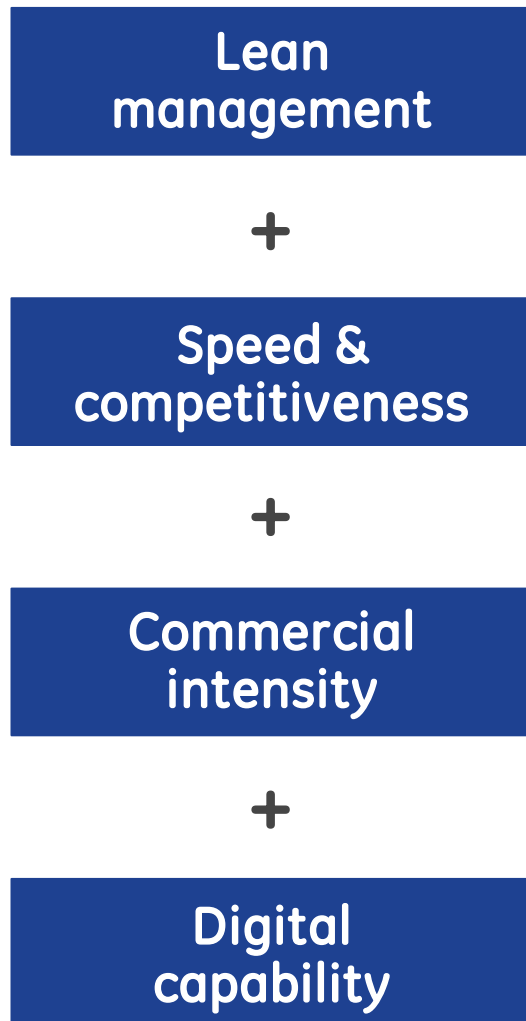 Lean
management
+
Speed &
competitiveness
+
Commercial
intensity
+
Digital
capability